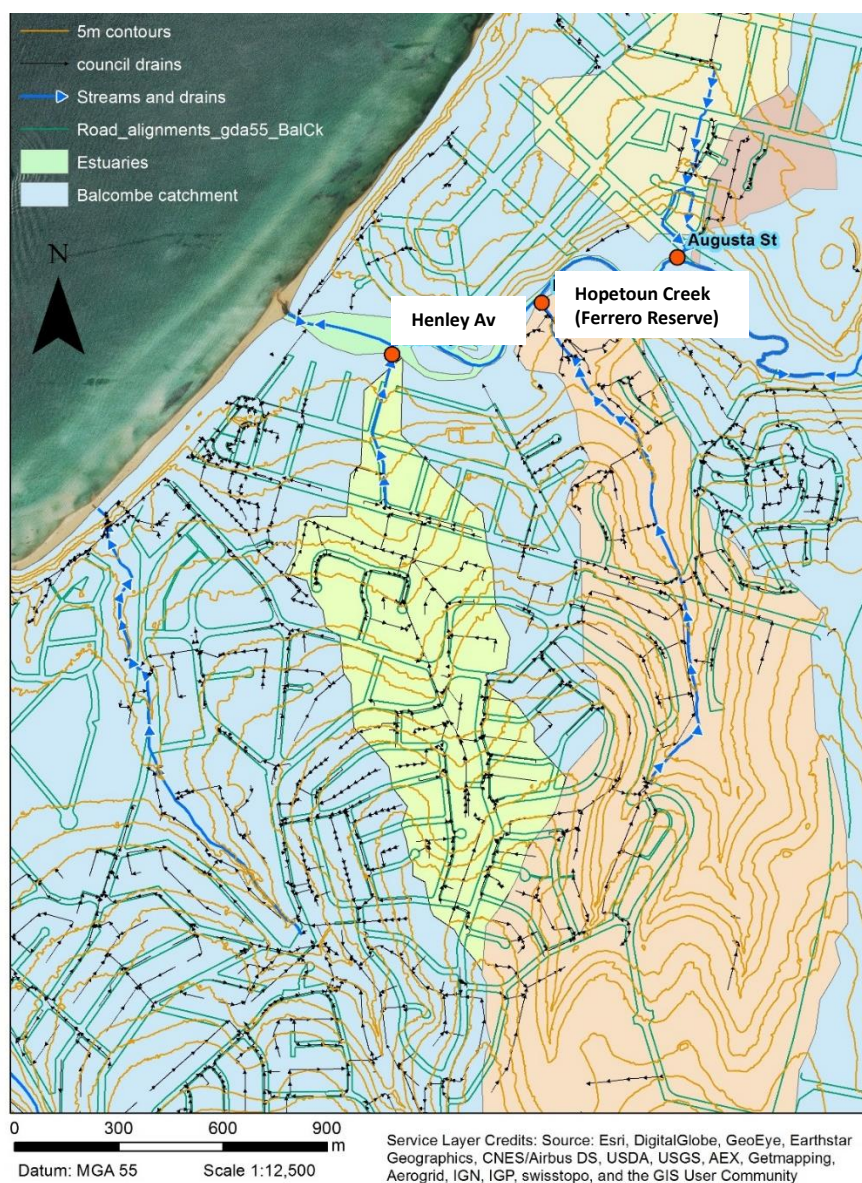 5m contours
council drains
Streams and drains
Road_alignments_gda55_BalCk
Estuaries
Balcombe catchment
N
Augusta St
Henley Av
Hopetoun Creek
(Ferrero Reserve)
0 300 600 900
m
Datum: MGA 55 Scale 1:12,500
Service Layer Credits: Source: Esri, DigitalGlobe, GeoEye, Earthstar
Geographics, CNES/Airbus DS, USDA, USGS, AEX, Getmapping,
Aerogrid, IGN, IGP, swisstopo, and the GIS User Community